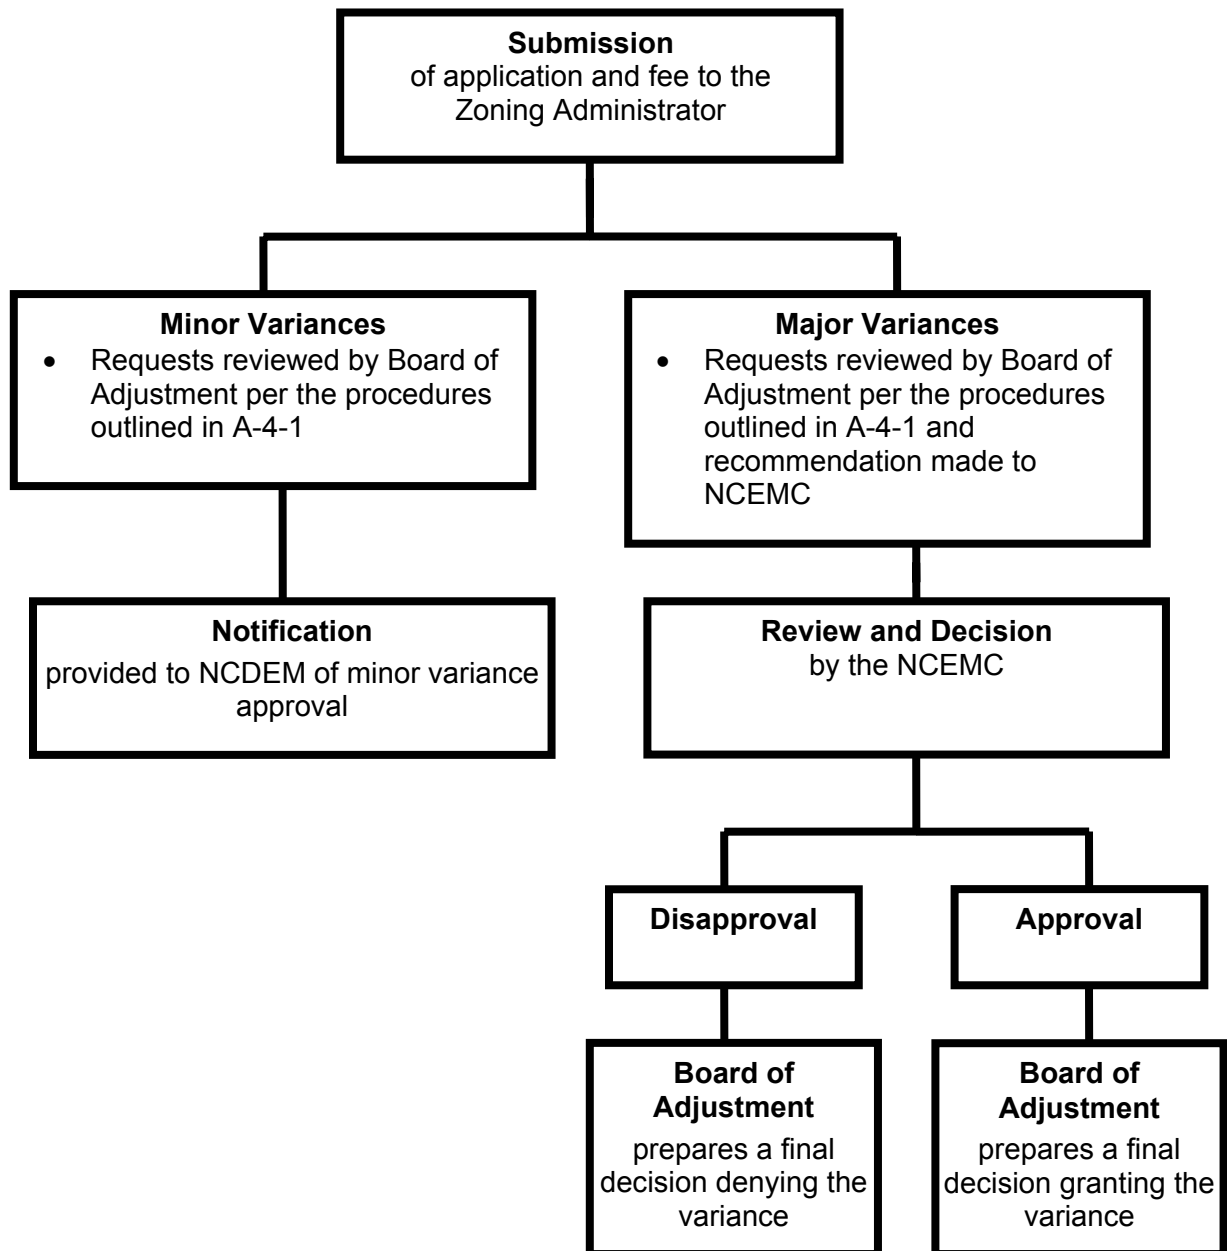 Submission
of application and fee to the
Zoning Administrator
Minor Variances
• Requests reviewed by Board of
Adjustment per the procedures
outlined in A-4-1
Major Variances
• Requests reviewed by Board of
Adjustment per the procedures
outlined in A-4-1 and
recommendation made to
NCEMC
Notification
provided to NCDEM of minor variance
approval
Review and Decision
by the NCEMC
Disapproval
Approval
Board of
Adjustment
prepares a final
decision denying the
variance
Board of
Adjustment
prepares a final
decision granting the
variance